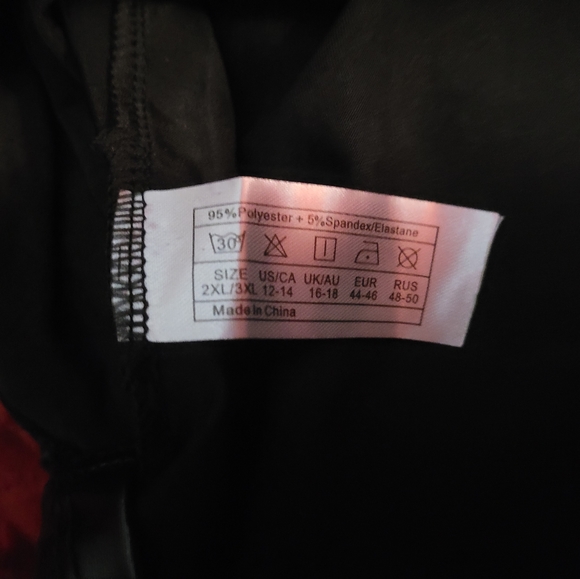 95%Polyester + 5%Spandex/Elastane
30
SIZE US/CA UK/AU EUR RUS
2XL/3XL 12-14 16-18 44-46 48-50
Made in China